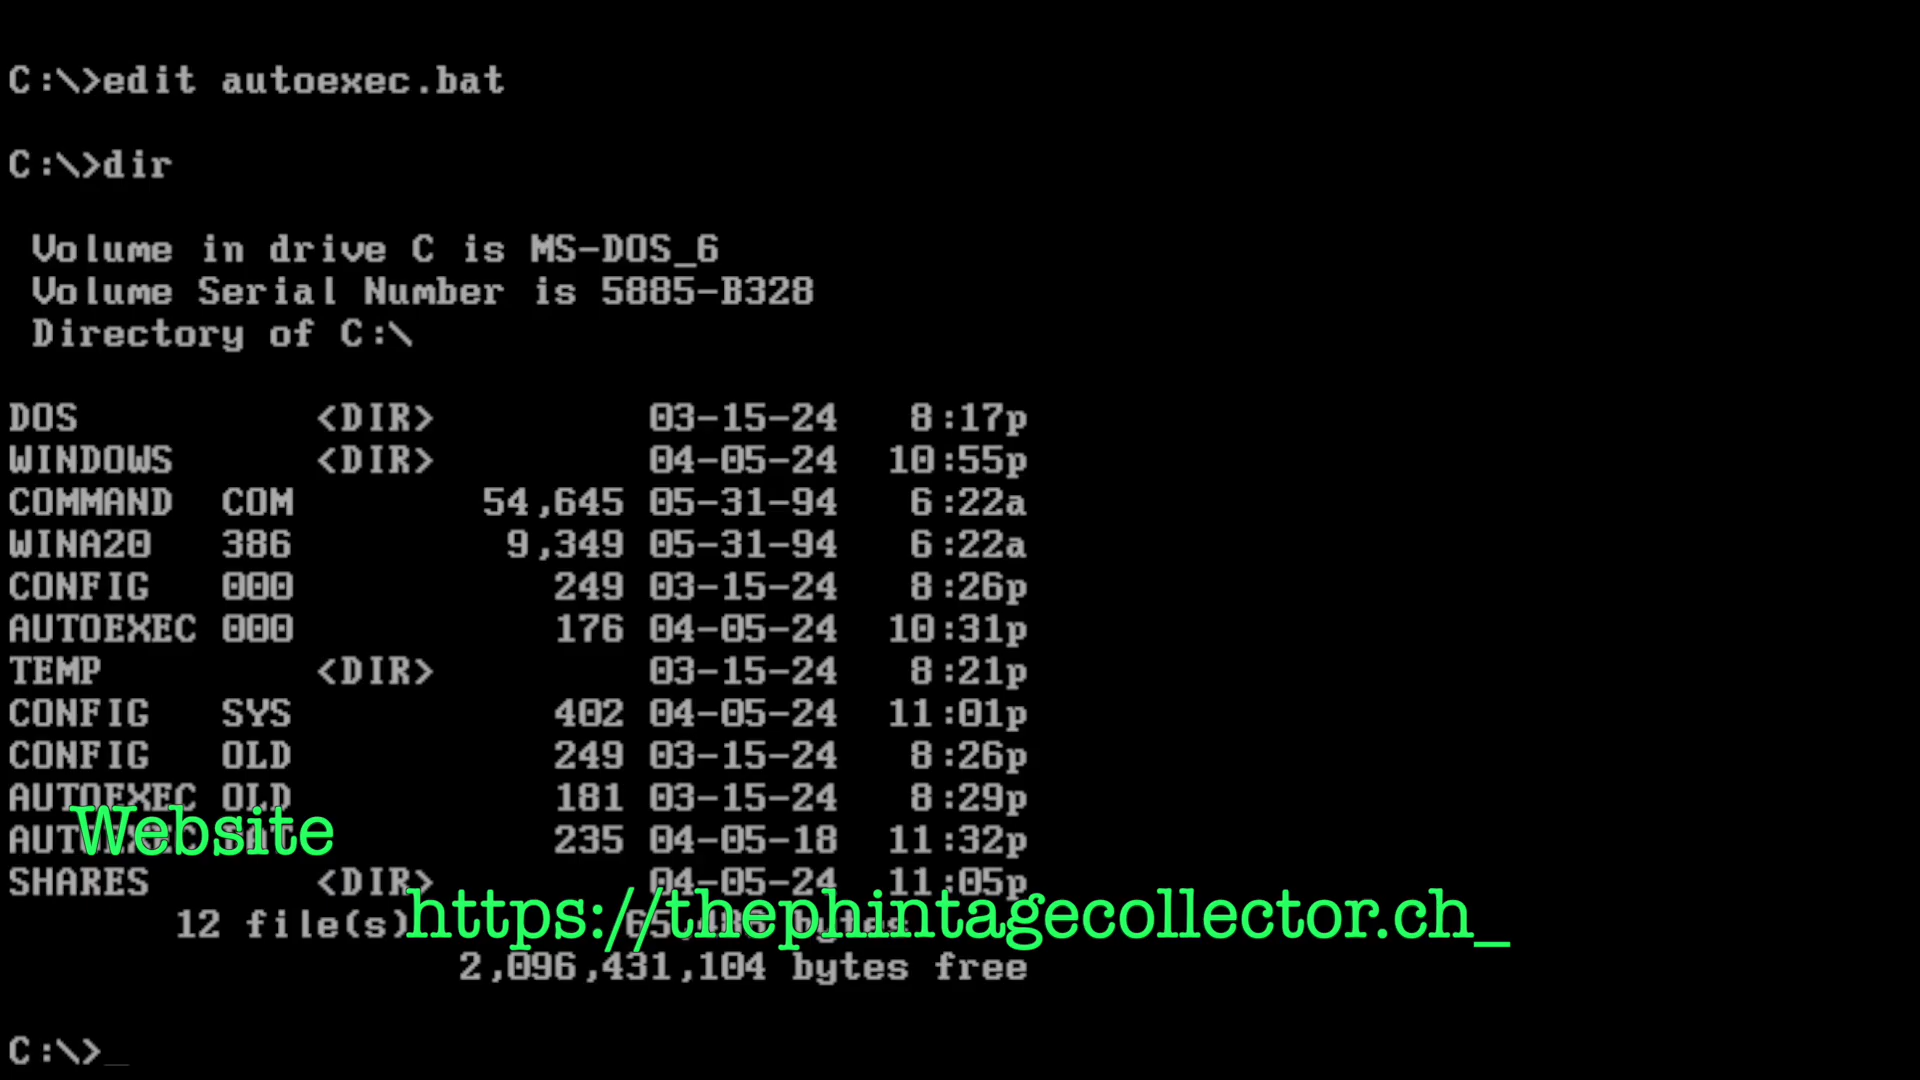 C:\>edit autoexec.bat
C:\>dir
Volume in drive C is MS-DOS_6
Volume Serial Number is 5885-B328
Directory of C:\
DOS <DIR> 03-15-24 8:17p
WINDOWS <DIR> 04-05-24 10:55p
COMMAND COM 54,645 05-31-94 6:22a
WINA20 386 9,349 05-31-94 6:22a
CONFIG 000 249 03-15-24 8:26p
AUTOEXEC 000 176 04-05-24 10:31p
TEMP <DIR> 03-15-24 8:21p
CONFIG SYS 402 04-05-24 11:01p
CONFIG OLD 249 03-15-24 8:26p
AUTOEXEC OLD 181 03-15-24 8:29p
235 04-05-18 11:32p
Website
SHARES <DIR> 04-05-24 11:05p
12 file(s) bytes
https://thephintagecollector.ch_
2,096,431,104 bytes free
C:\>_